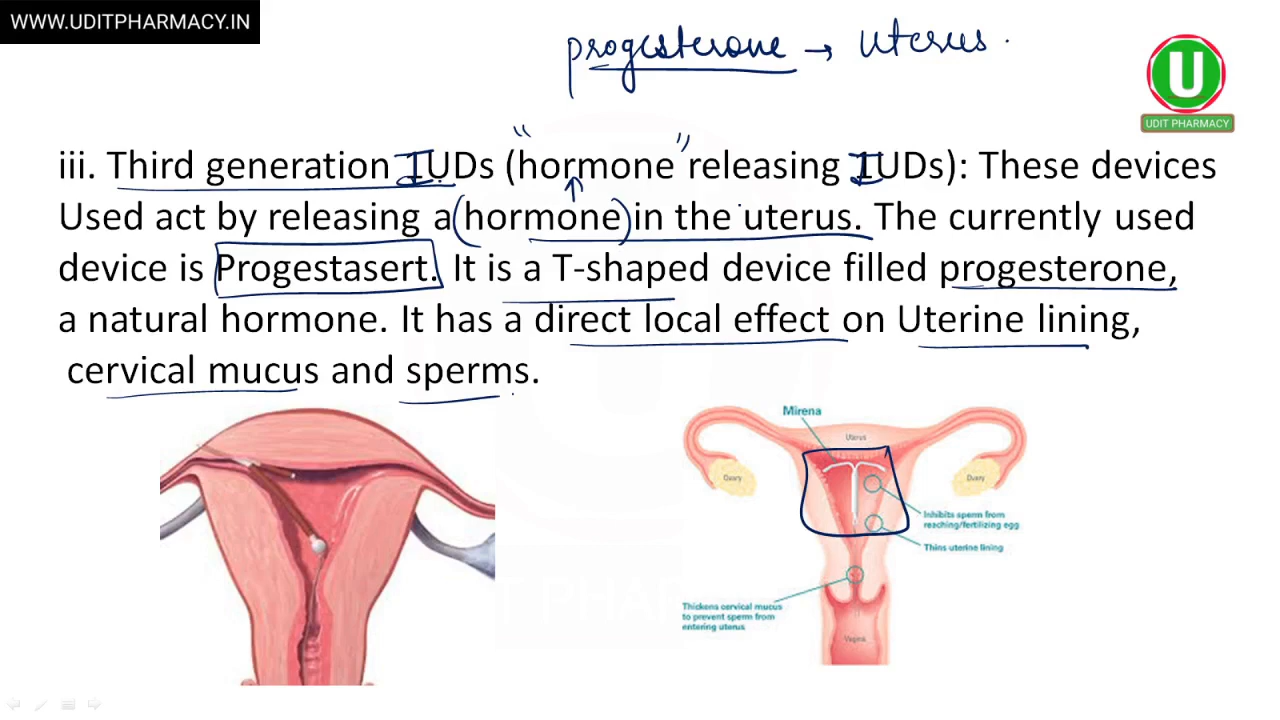 WWW.UDITPHARMACY.IN
progesterone → uterus.
U
UDIT PHARMACY
iii. Third generation IUDs ("hormone" releasing IUDs): These devices
Used act by releasing a (hormone) in the uterus. The currently used
device is Progestasert. It is a T-shaped device filled progesterone,
a natural hormone. It has a direct local effect on Uterine lining,
cervical mucus and sperms.
Mirena
Uterus
Ovary
Ovary
Inhibits sperm from
reaching/fertilizing egg
Thins uterine lining
Thickens cervical mucus
to prevent sperm from
entering uterus
Vagina
T PHAR